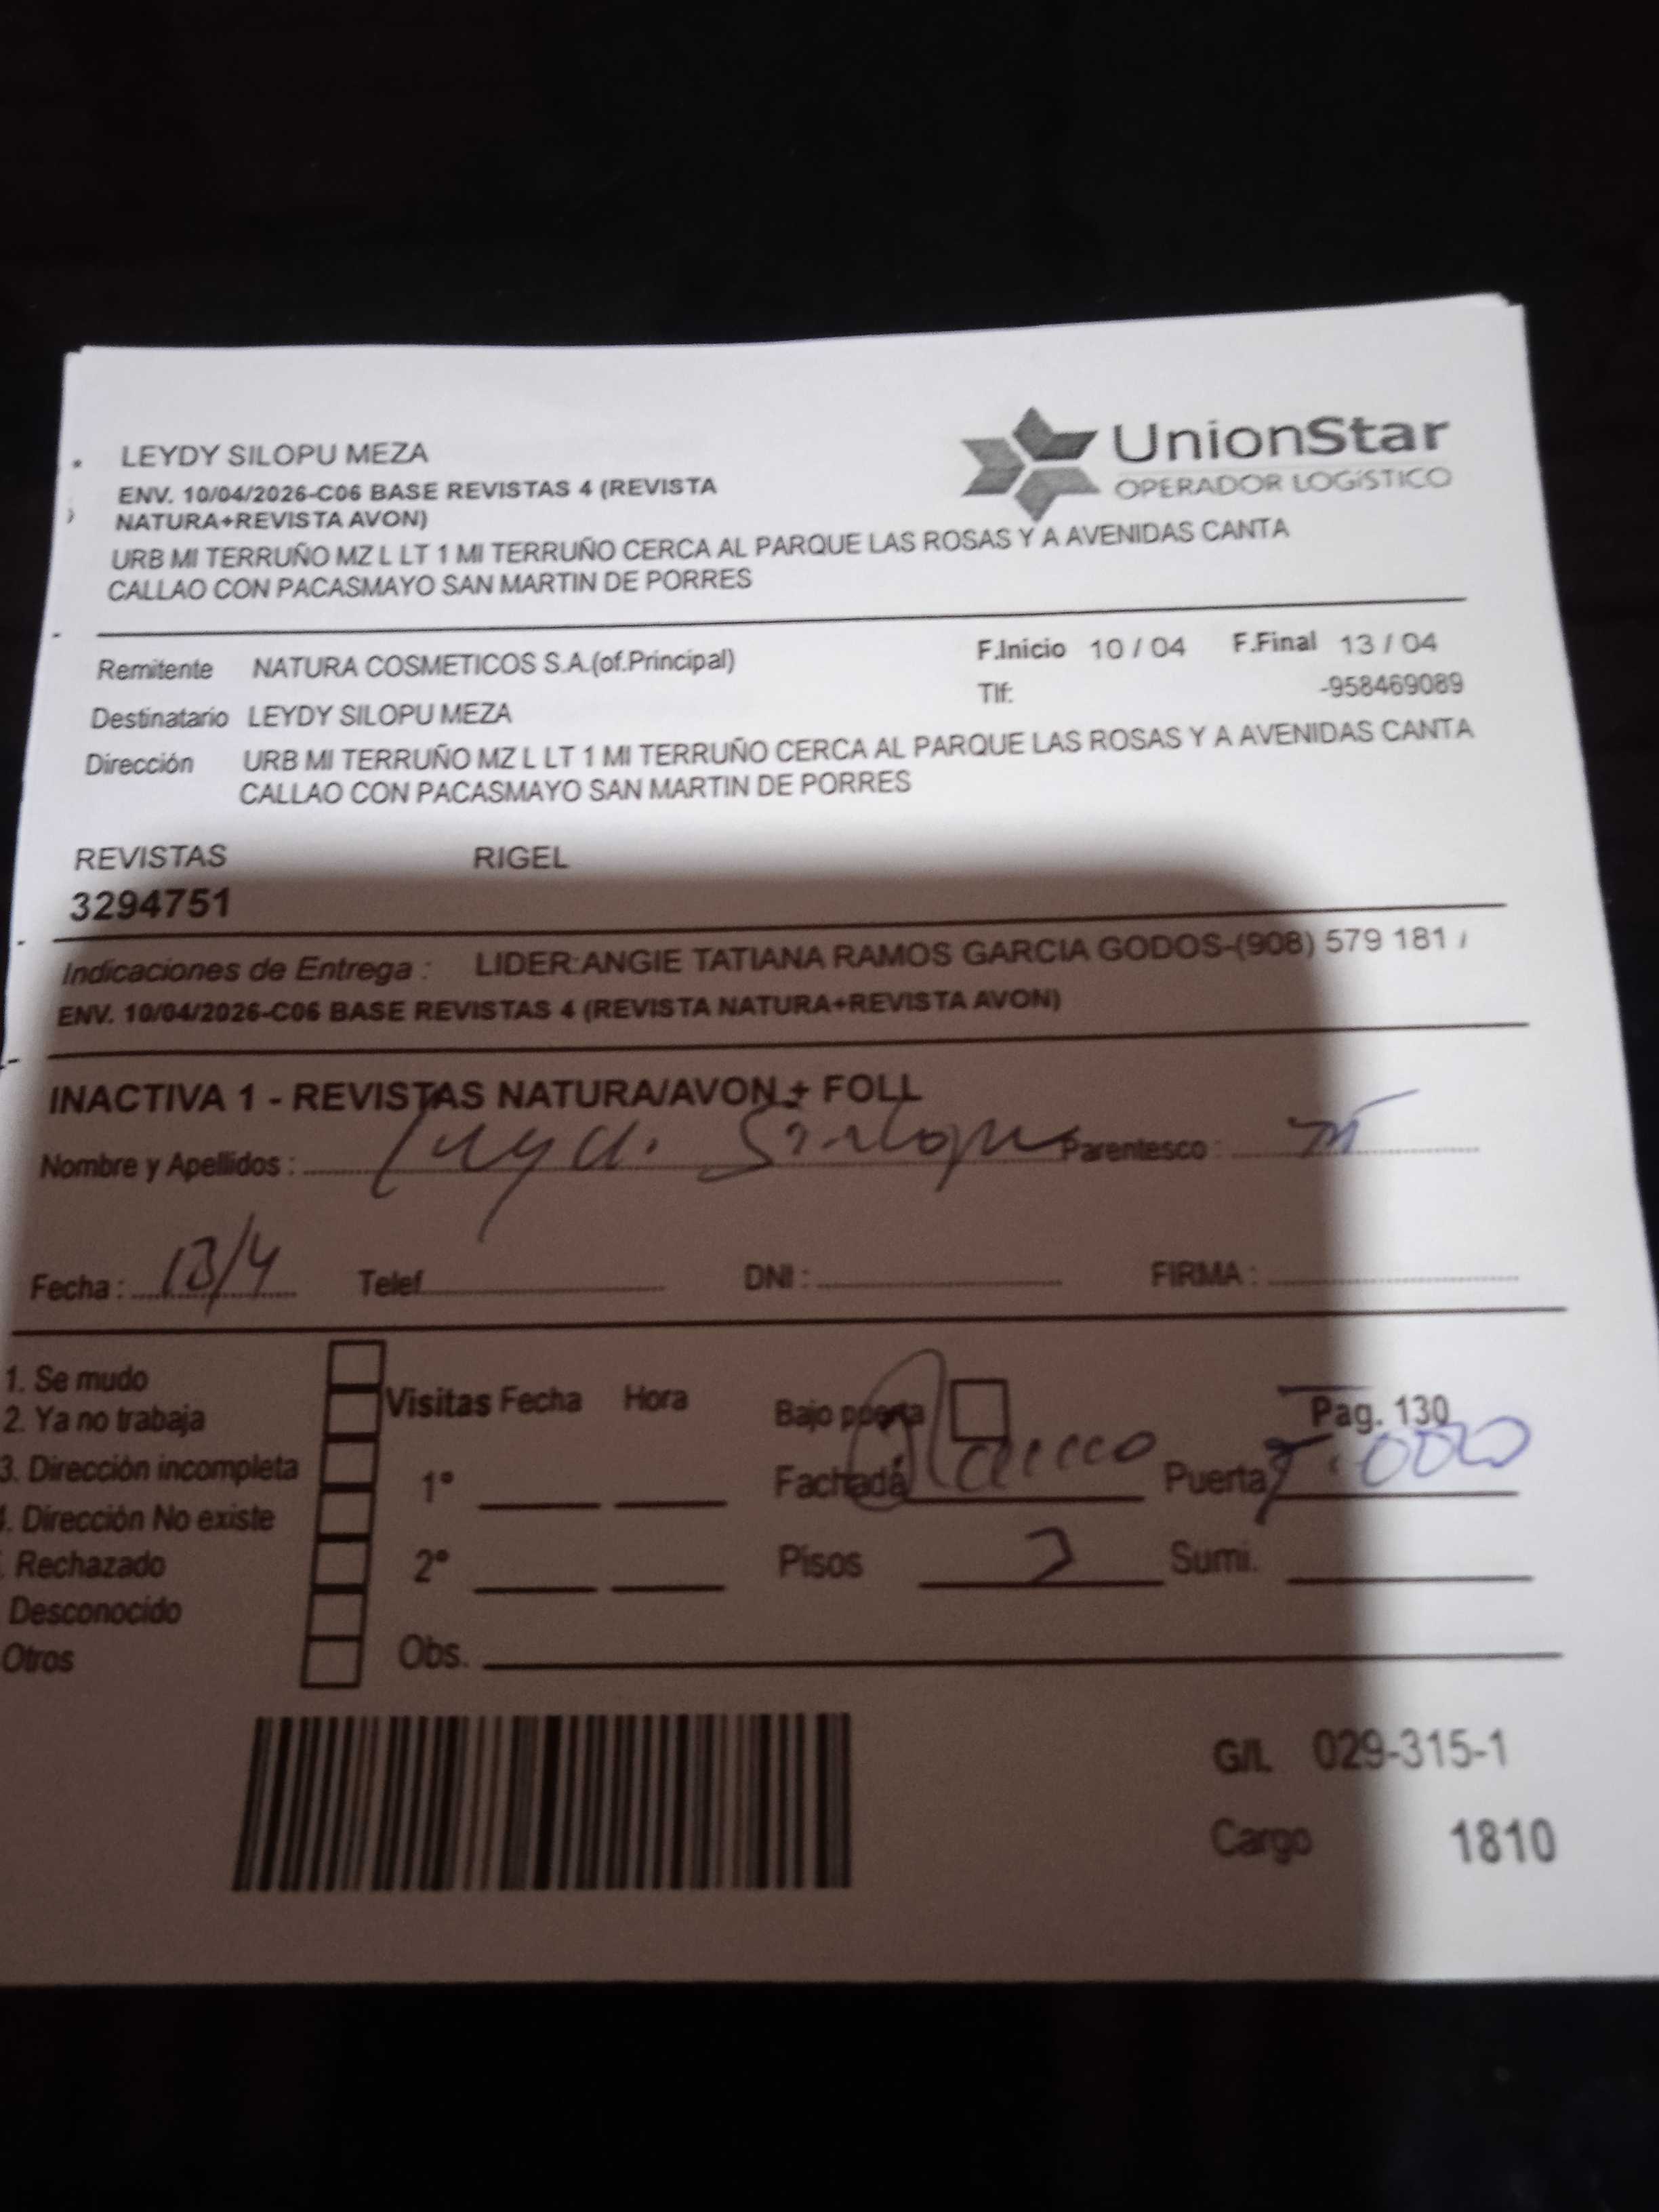 LEYDY SILOPU MEZA
ENV. 10/04/2026-C06 BASE REVISTAS 4 (REVISTA
NATURA+REVISTA AVON)
URB MI TERRUÑO MZ L LT 1 MI TERRUÑO CERCA AL PARQUE LAS ROSAS Y A AVENIDAS CANTA
CALLAO CON PACASMAYO SAN MARTIN DE PORRES
UnionStar
OPERADOR LOGÍSTICO
Remitente NATURA COSMETICOS S.A.(of.Principal)
F.Inicio 10 / 04 F.Final 13 / 04
Tlf: -958469089
Destinatario LEYDY SILOPU MEZA
Dirección URB MI TERRUÑO MZ L LT 1 MI TERRUÑO CERCA AL PARQUE LAS ROSAS Y A AVENIDAS CANTA
CALLAO CON PACASMAYO SAN MARTIN DE PORRES
REVISTAS RIGEL
3294751
Indicaciones de Entrega : LIDER:ANGIE TATIANA RAMOS GARCIA GODOS-(908) 579 181 /
ENV. 10/04/2026-C06 BASE REVISTAS 4 (REVISTA NATURA+REVISTA AVON)
INACTIVA 1 - REVISTAS NATURA/AVON + FOLL
Nombre y Apellidos : Parentesco :
Fecha : 13/4 Telef. DNI : FIRMA :
1. Se mudo
2. Ya no trabaja
3. Dirección incompleta
. Dirección No existe
. Rechazado
Desconocido
Otros
Visitas Fecha Hora
1°
2°
Obs.
Bajo puerta
Pag. 130
Fachada Puerta
Pisos Sumi.
G/L 029-315-1
Cargo 1810